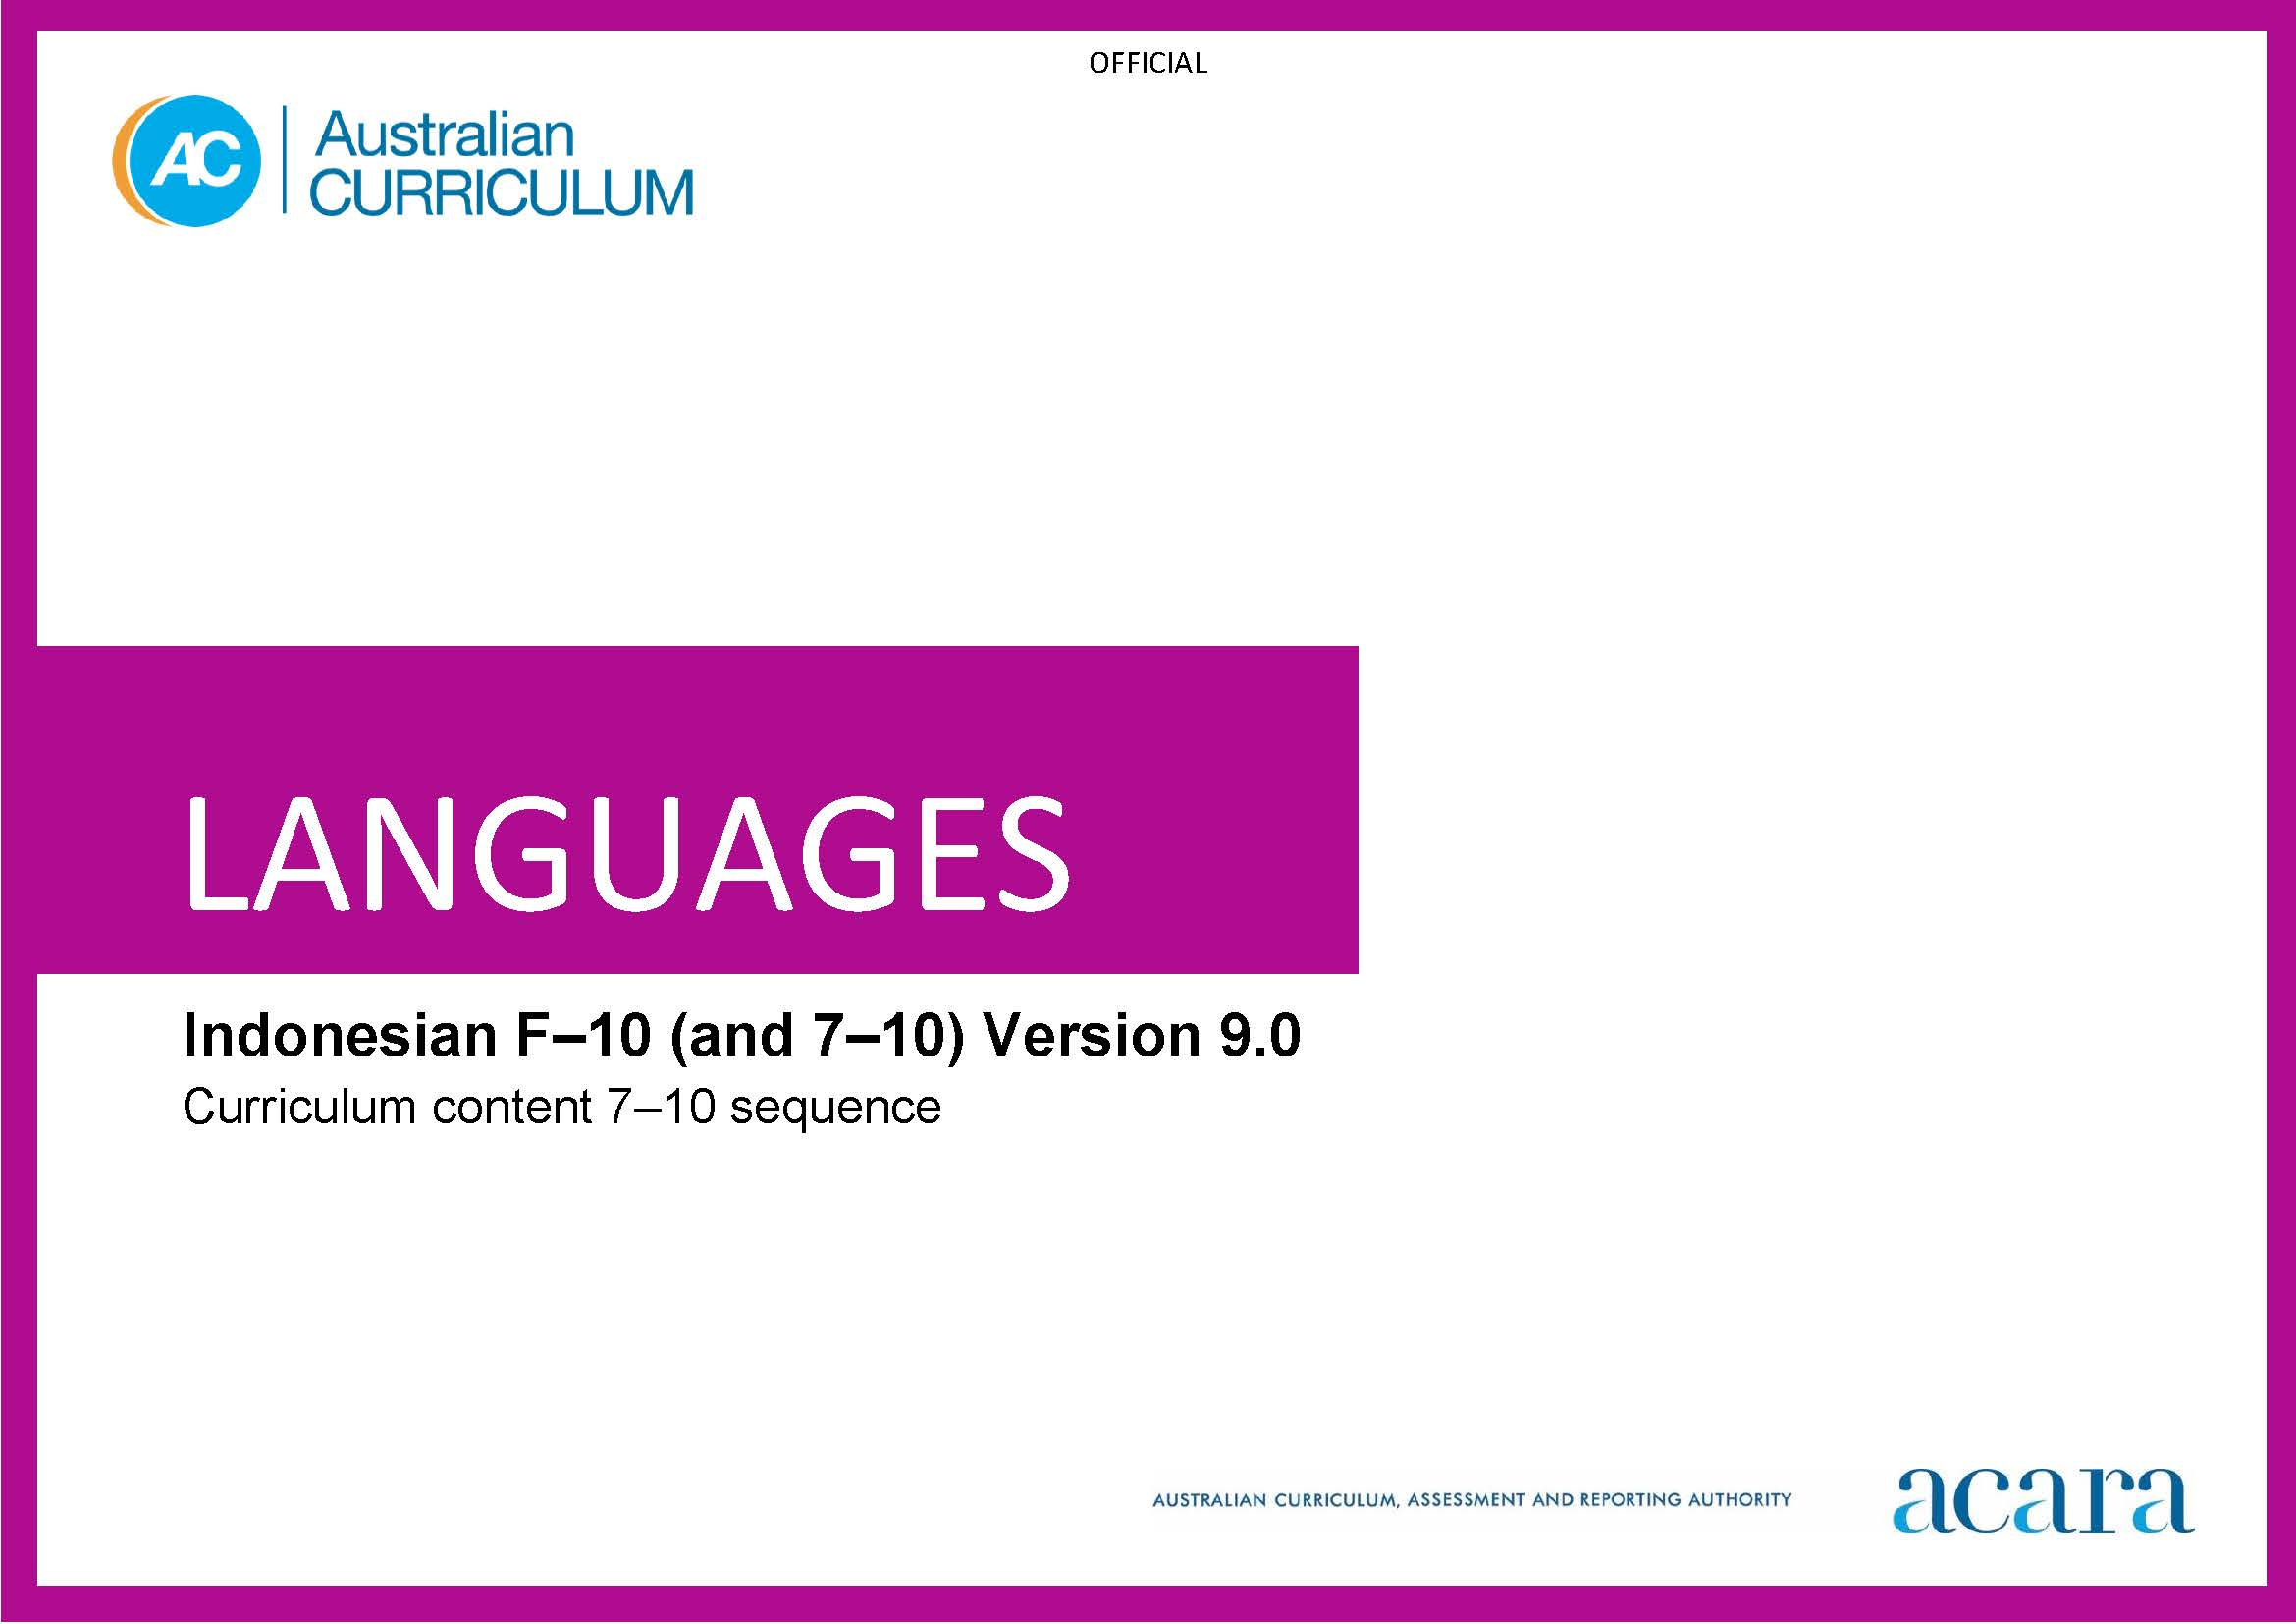 OFFICIAL
AC
Australian
CURRICULUM
LANGUAGES
Indonesian F–10 (and 7–10) Version 9.0
Curriculum content 7–10 sequence
AUSTRALIAN CURRICULUM, ASSESSMENT AND REPORTING AUTHORITY
acara